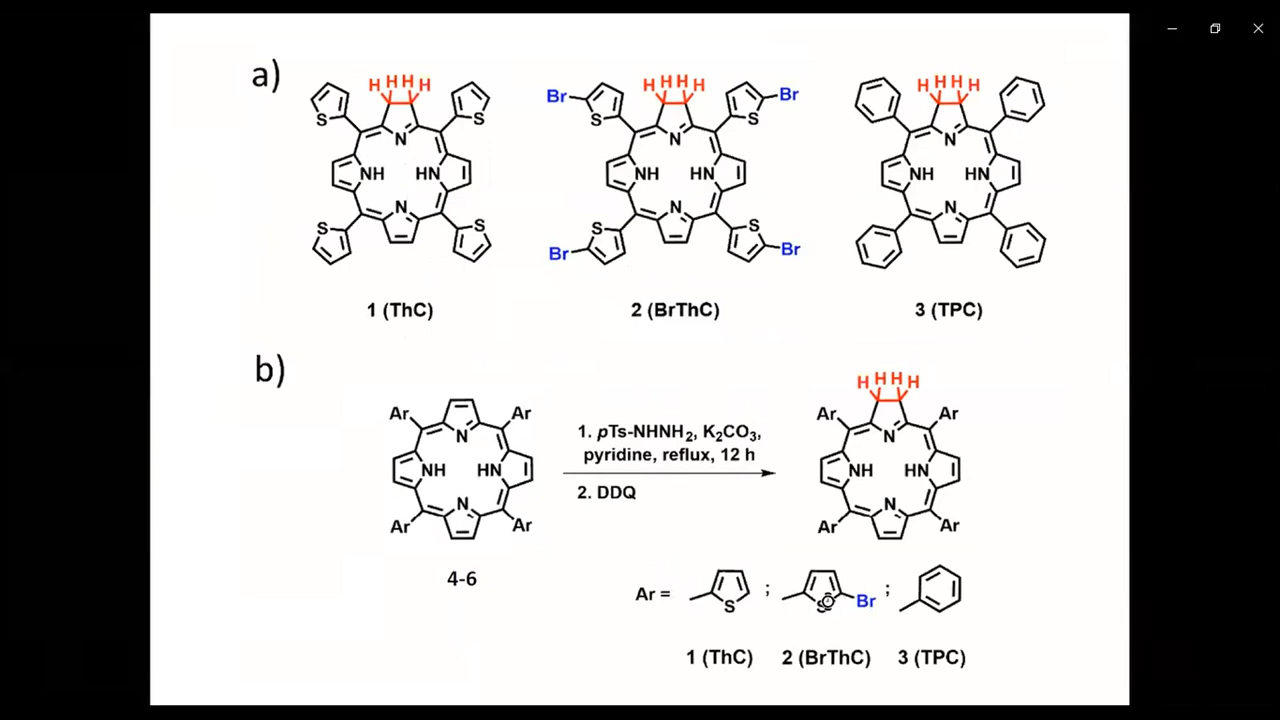 a)
H H H H
S S
N
NH HN
N
S S
1 (ThC)
Br H H H H Br
S S
N
NH HN
N
S S
Br Br
2 (BrThC)
H H H H
N
NH HN
N
3 (TPC)
b)
Ar Ar
N
NH HN
N
Ar Ar
4-6
1. pTs-NHNH₂, K₂CO₃,
pyridine, reflux, 12 h
2. DDQ
H H H H
Ar Ar
N
NH HN
N
Ar Ar
Ar = S ; S Br ;
1 (ThC) 2 (BrThC) 3 (TPC)